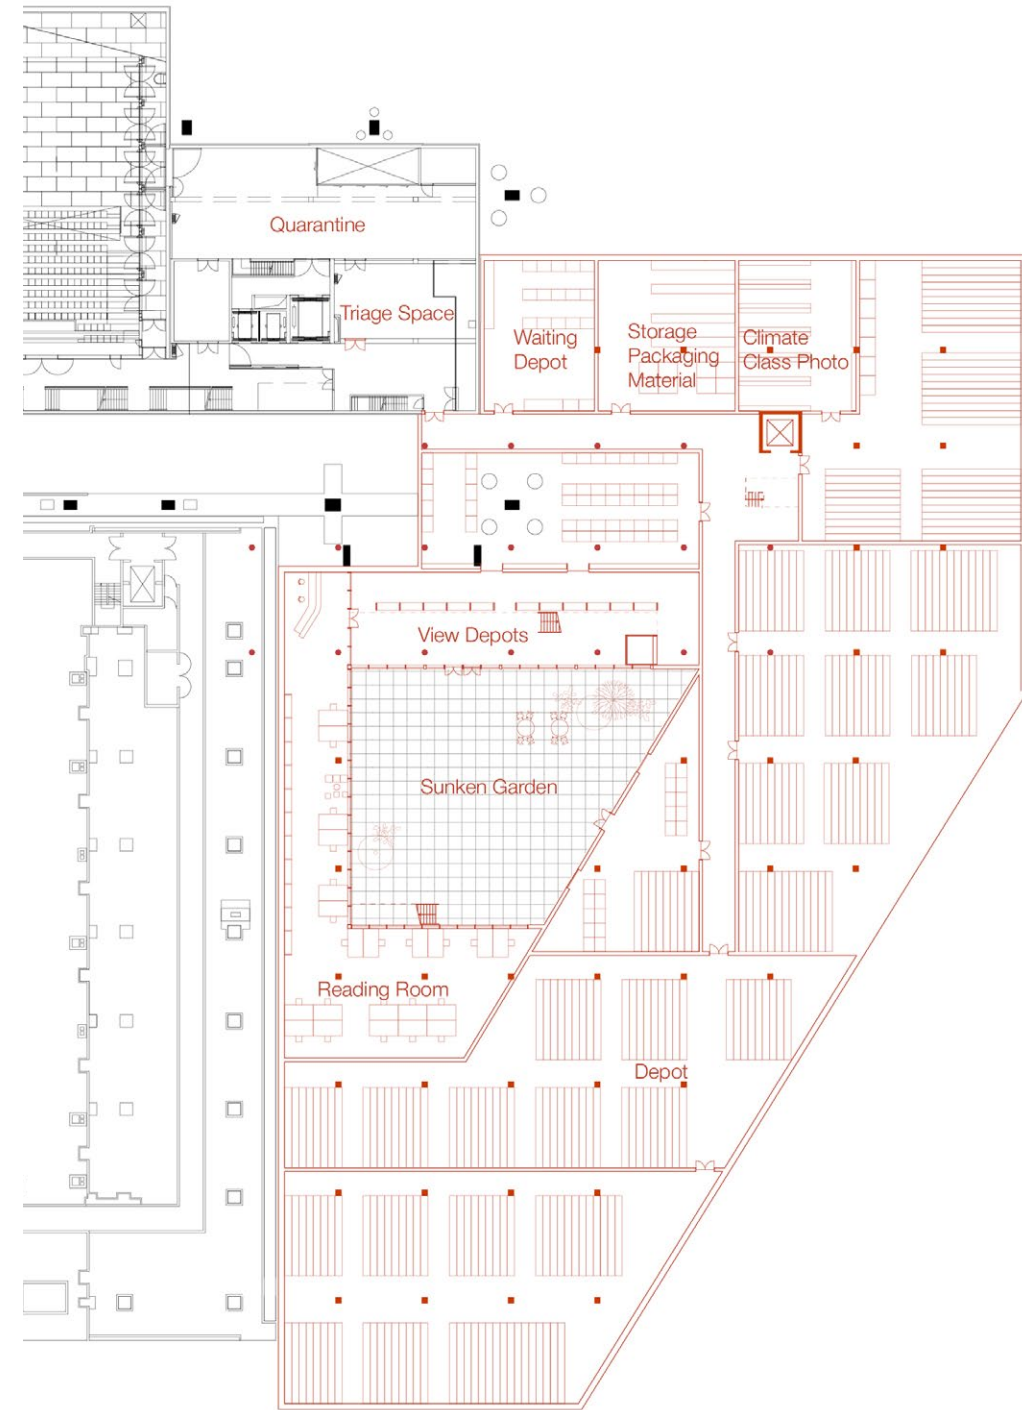 Quarantine
Triage Space
Waiting
Depot
Storage
Packaging
Material
Climate
Class Photo
View Depots
Sunken Garden
Reading Room
Depot